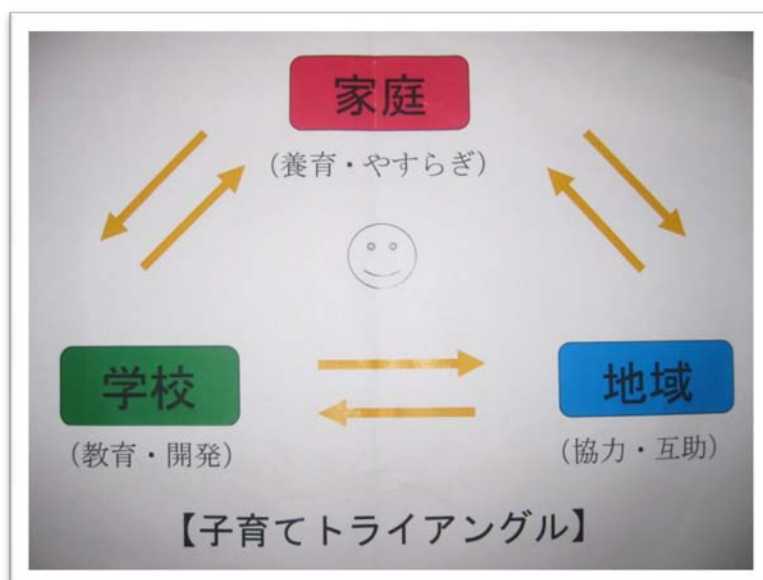 家庭
(養育・やすらぎ)
学校
地域
(教育・開発)
(協力・互助)
【子育てトライアングル】